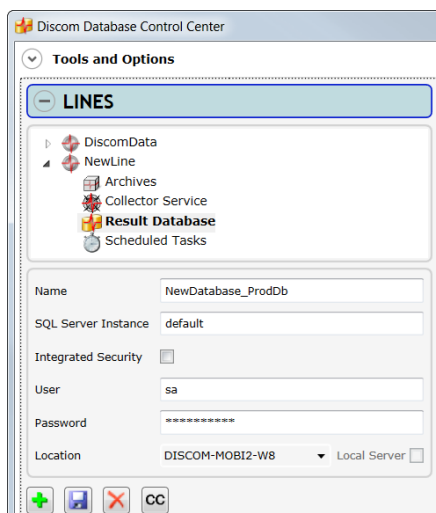 Discom Database Control Center
Tools and Options
LINES
DiscomData
NewLine
Archives
Collector Service
Result Database
Scheduled Tasks
Name NewDatabase_ProdDb
SQL Server Instance default
Integrated Security
User sa
Password **********
Location DISCOM-MOBI2-W8 Local Server
CC